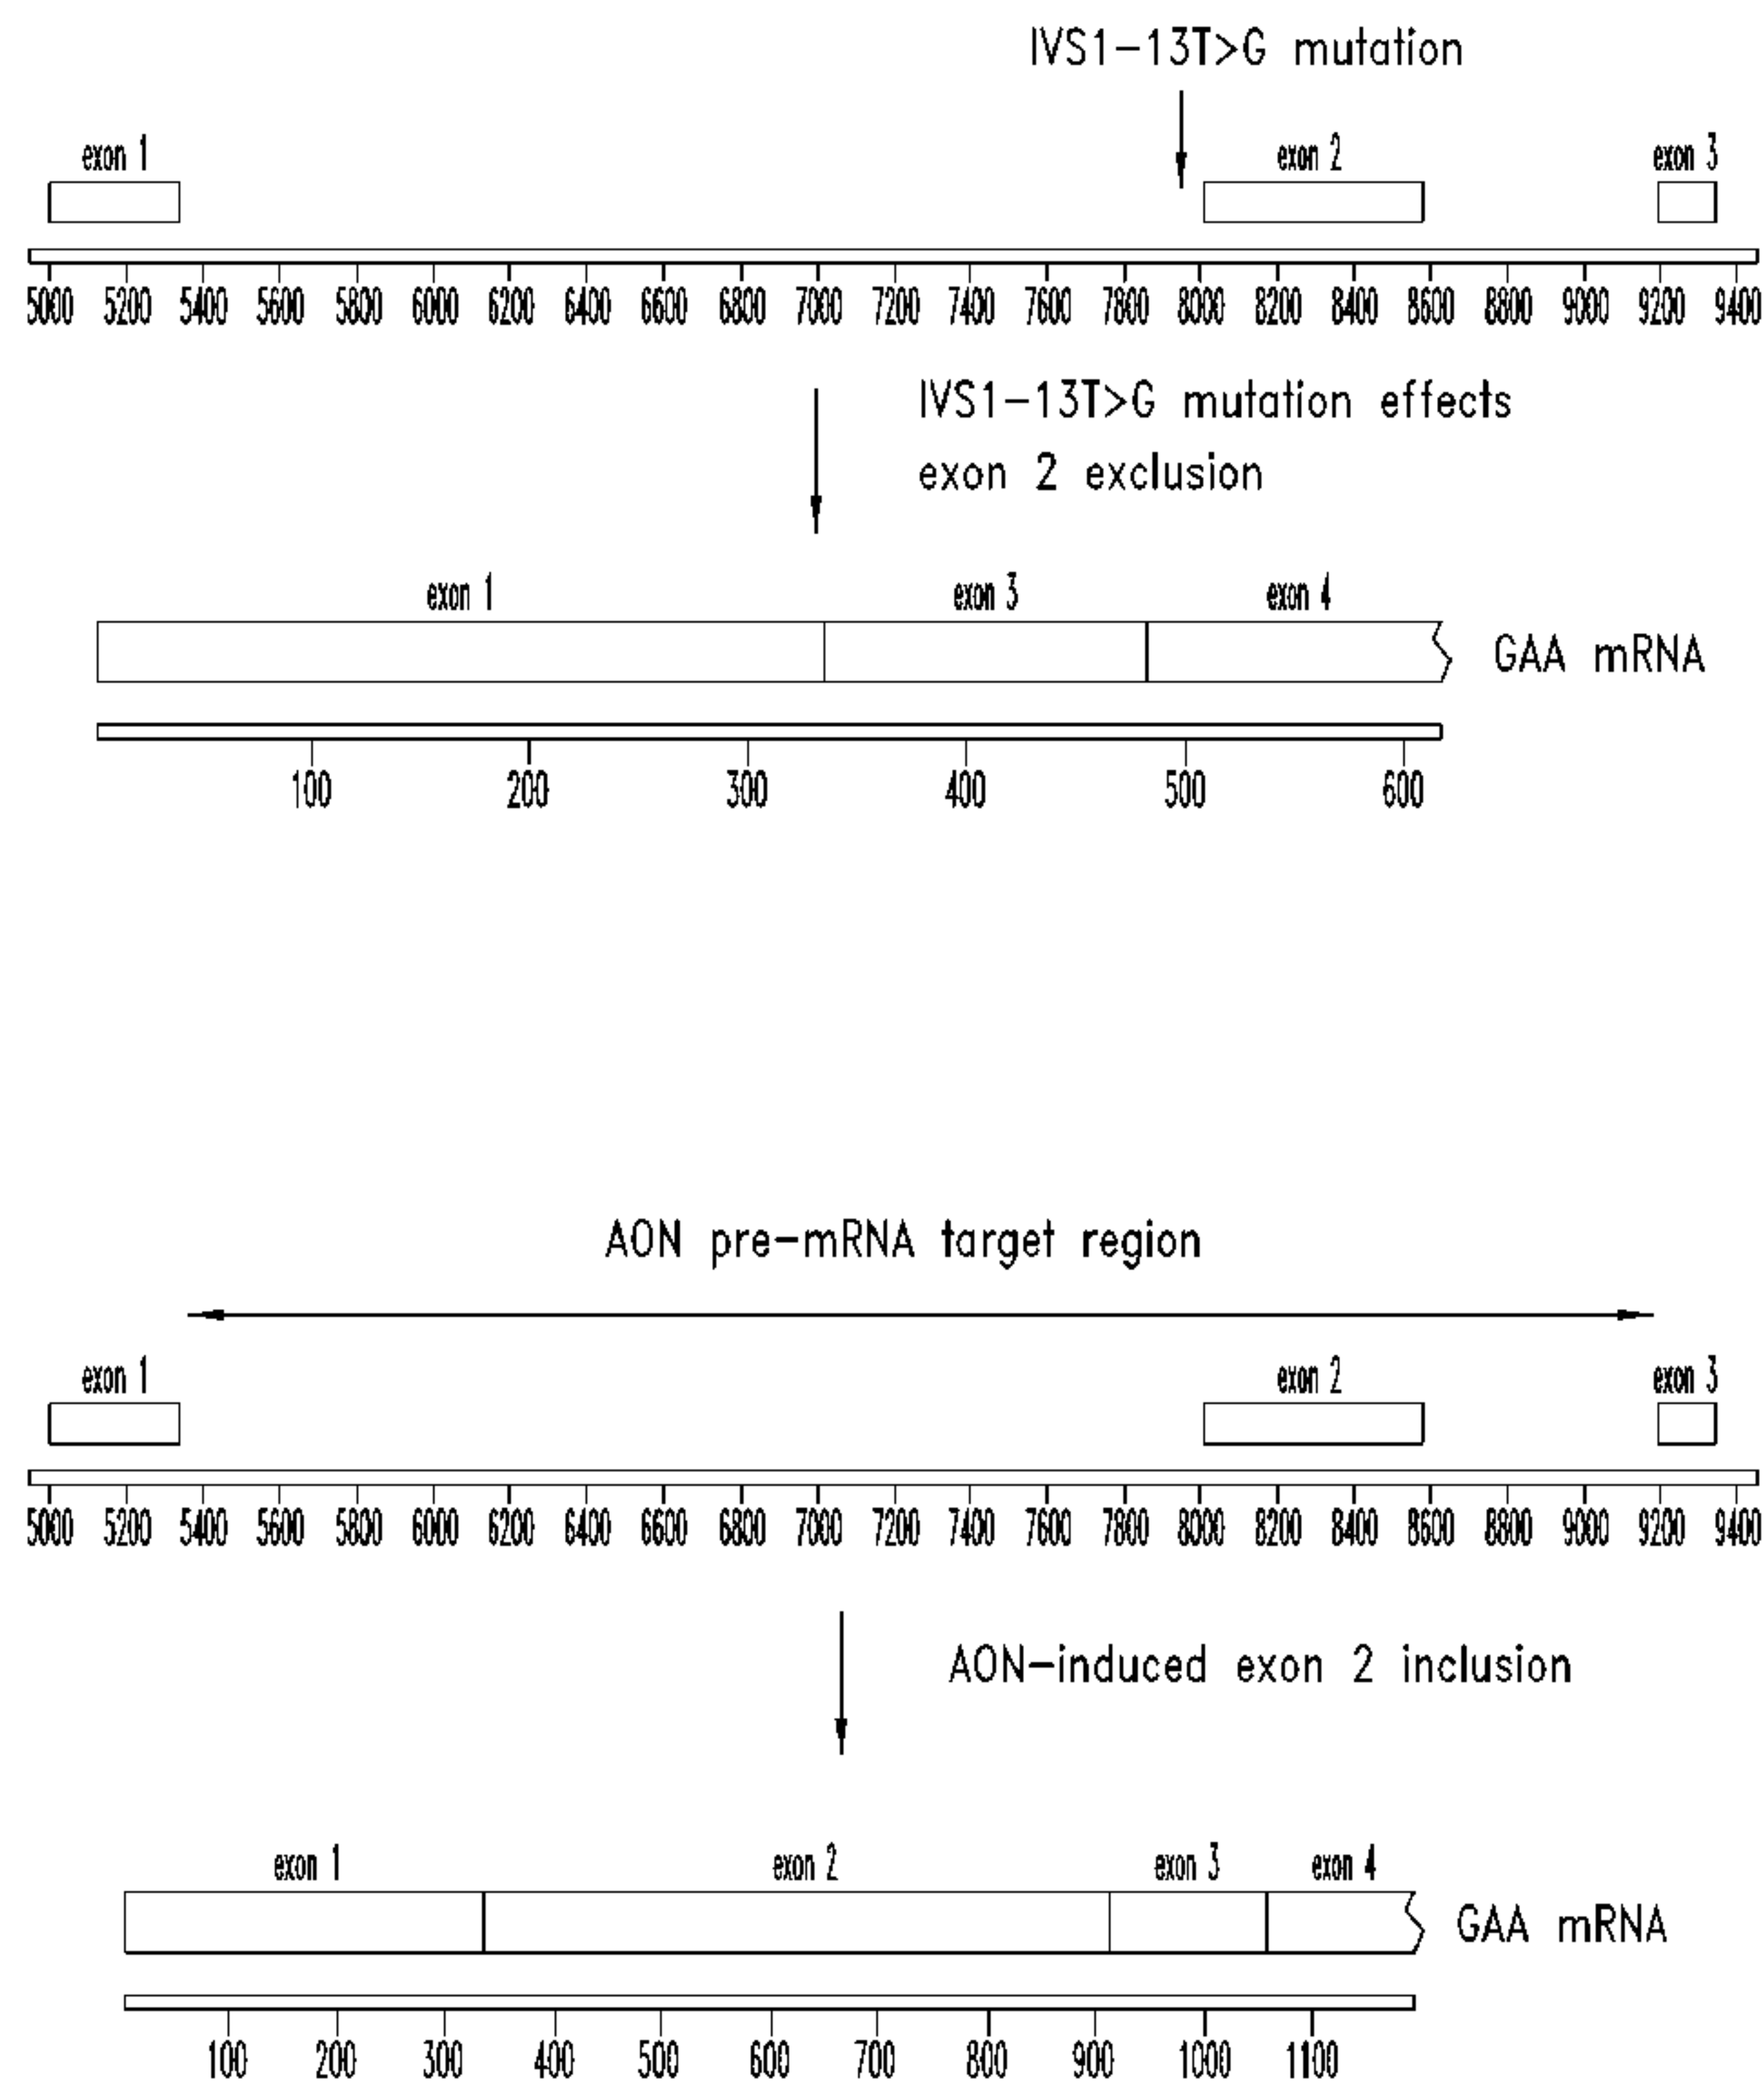 IVS1-13T>G mutation
exon 1 exon 2 exon 3
5000 5200 5400 5600 5800 6000 6200 6400 6600 6800 7000 7200 7400 7600 7800 8000 8200 8400 8600 8800 9000 9200 9400
IVS1-13T>G mutation effects
exon 2 exclusion
exon 1 exon 3 exon 4
GAA mRNA
100 200 300 400 500 600
AON pre-mRNA target region
exon 1 exon 2 exon 3
5000 5200 5400 5600 5800 6000 6200 6400 6600 6800 7000 7200 7400 7600 7800 8000 8200 8400 8600 8800 9000 9200 9400
AON-induced exon 2 inclusion
exon 1 exon 2 exon 3 exon 4
GAA mRNA
100 200 300 400 500 600 700 800 900 1000 1100